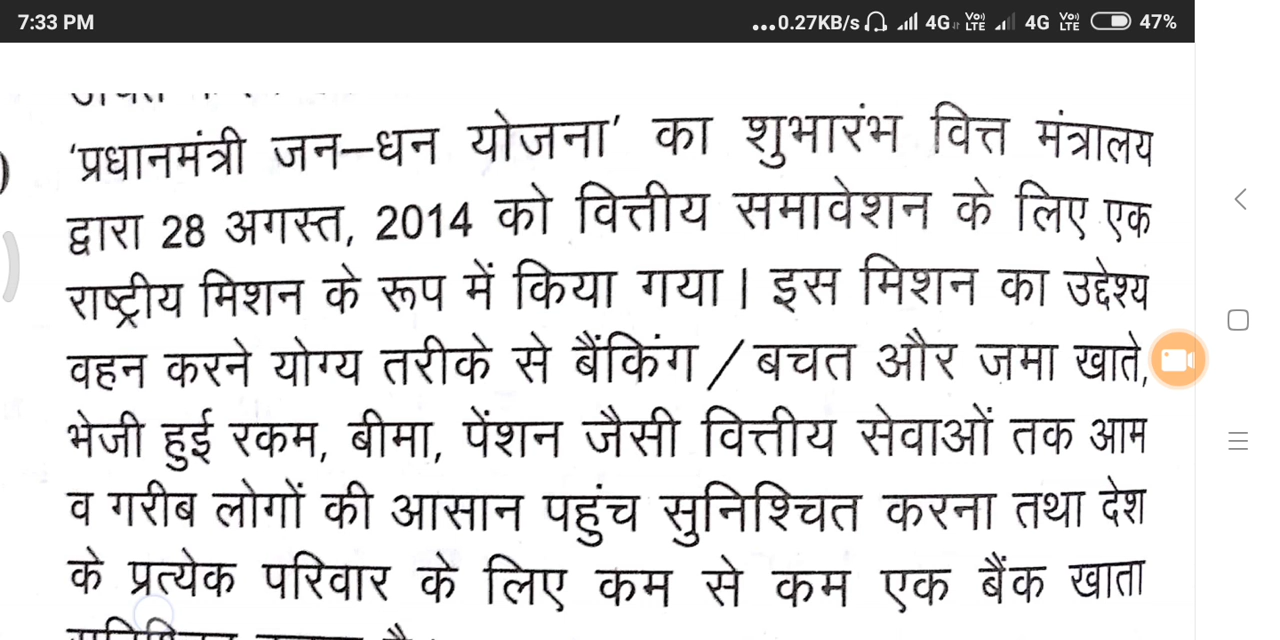 7:33 PM ...0.27KB/s 4G VoLTE 4G VoLTE 47%
‘प्रधानमंत्री जन–धन योजना’ का शुभारंभ वित्त मंत्रालय
द्वारा 28 अगस्त, 2014 को वित्तीय समावेशन के लिए एक
राष्ट्रीय मिशन के रूप में किया गया। इस मिशन का उद्देश्य
वहन करने योग्य तरीके से बैंकिंग / बचत और जमा खाते,
भेजी हुई रकम, बीमा, पेंशन जैसी वित्तीय सेवाओं तक आम
व गरीब लोगों की आसान पहुंच सुनिश्चित करना तथा देश
के प्रत्येक परिवार के लिए कम से कम एक बैंक खाता